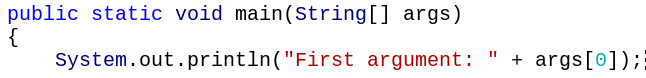 public static void main(String[] args)
{
    System.out.println("First argument: " + args[0]);